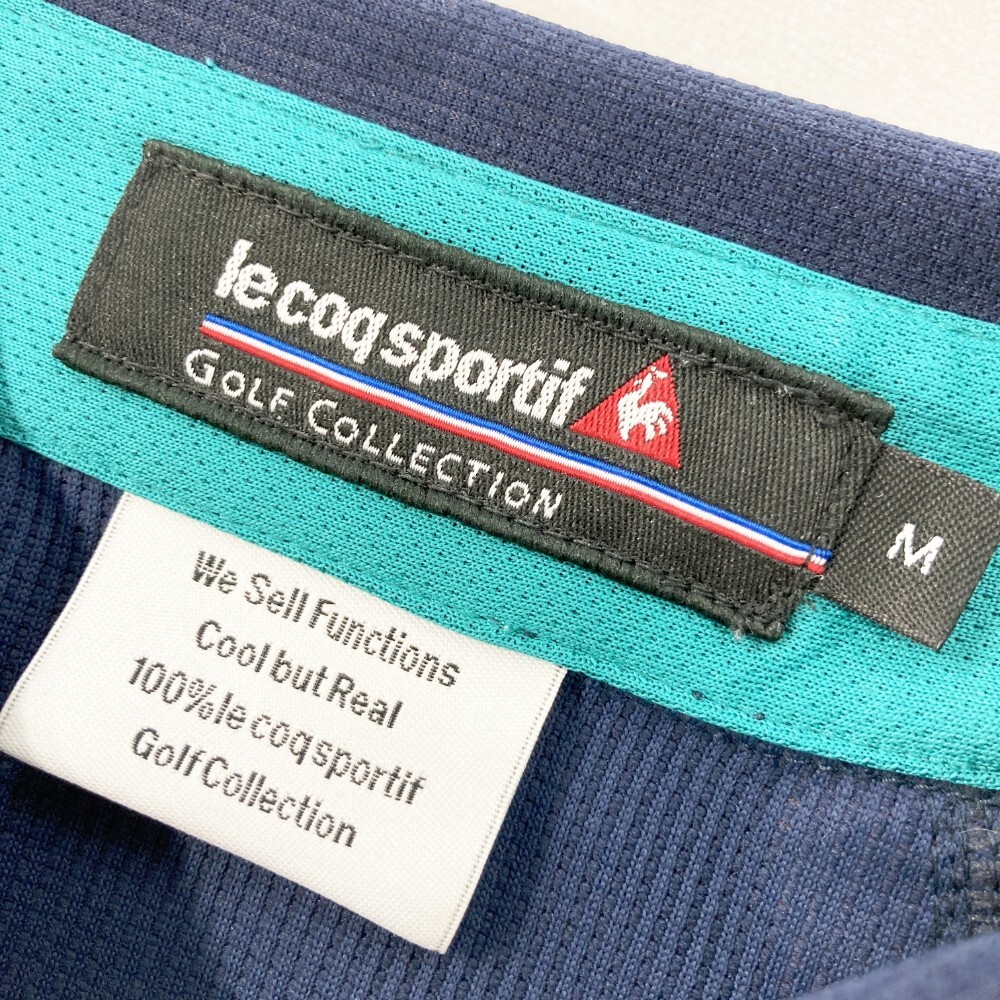 le coq sportif
GOLF COLLECTION
M
We Sell Functions
Cool but Real
100% le coq sportif
Golf Collection